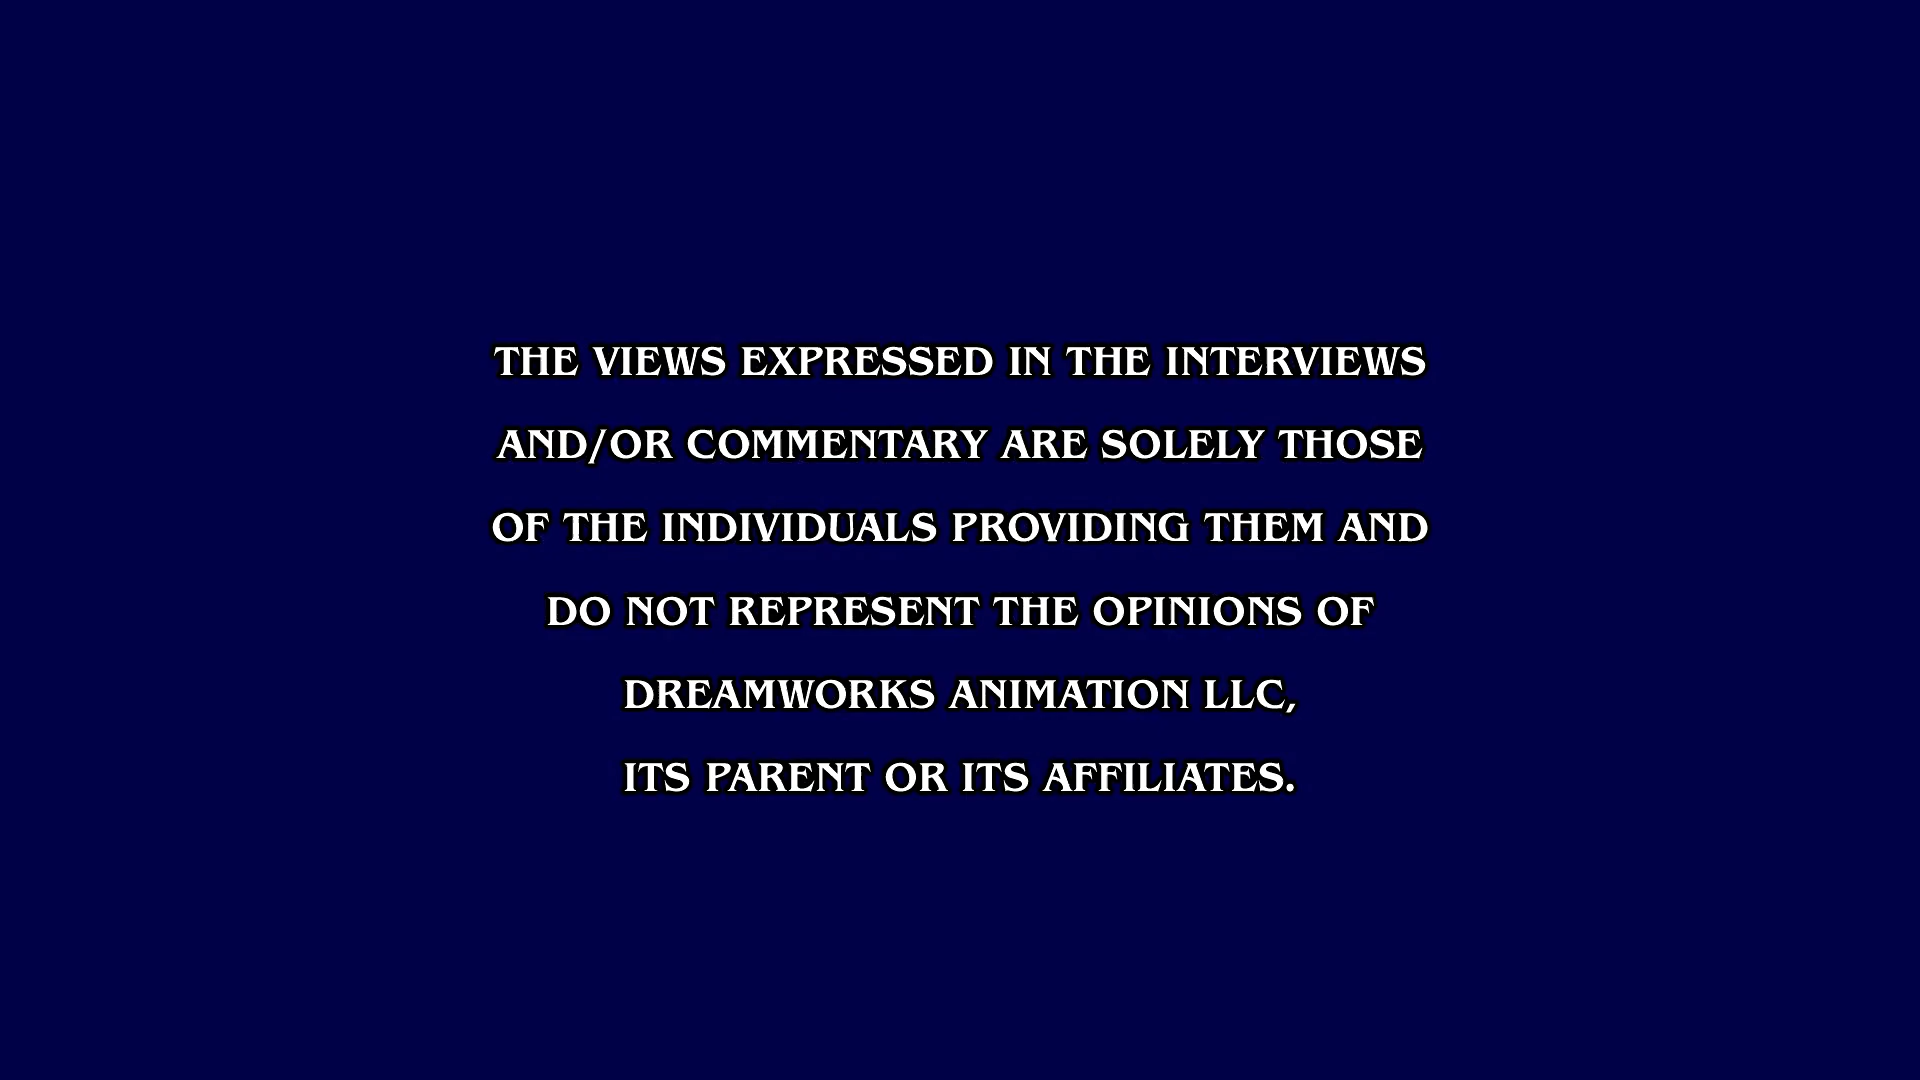 THE VIEWS EXPRESSED IN THE INTERVIEWS
AND/OR COMMENTARY ARE SOLELY THOSE
OF THE INDIVIDUALS PROVIDING THEM AND
DO NOT REPRESENT THE OPINIONS OF
DREAMWORKS ANIMATION LLC,
ITS PARENT OR ITS AFFILIATES.